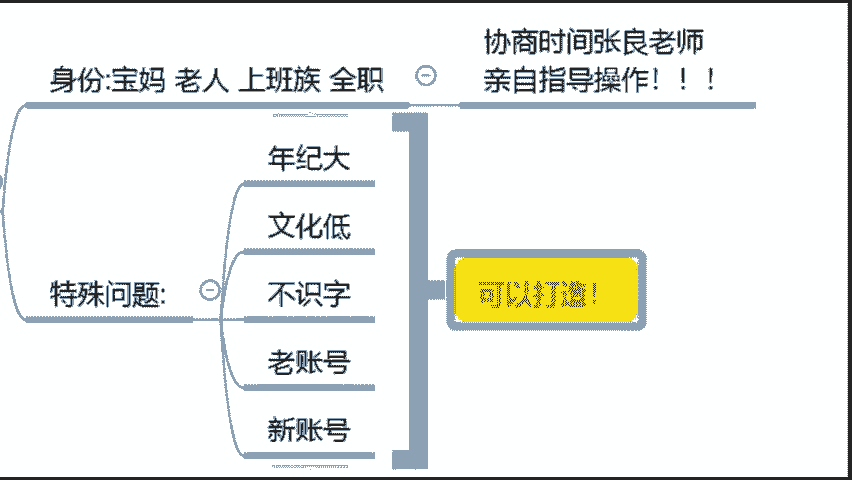 协商时间张良老师
身份:宝妈 老人 上班族 全职
亲自指导操作！！！
年纪大
文化低
特殊问题:
不识字
可以打造！
老账号
新账号